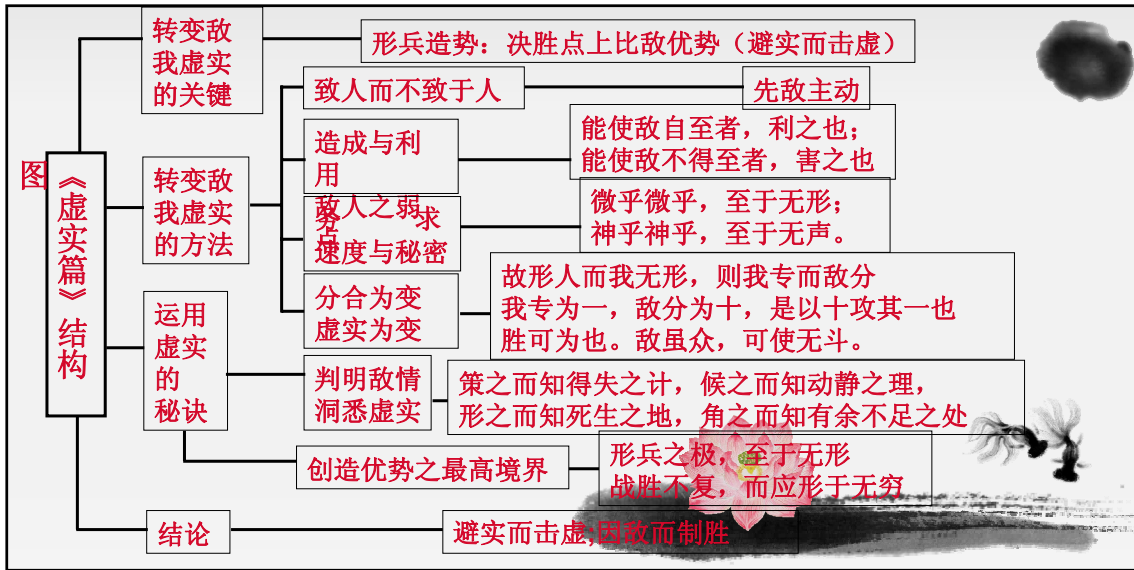 《虚实篇》结构
图
转变敌
我虚实
的关键
形兵造势：决胜点上比敌优势（避实而击虚）
转变敌
我虚实
的方法
致人而不致于人
先敌主动
造成与利
用
敌人之弱
点
能使敌自至者，利之也；
能使敌不得至者，害之也
务 求
速度与秘密
微乎微乎，至于无形；
神乎神乎，至于无声。
分合为变
虚实为变
故形人而我无形，则我专而敌分
我专为一，敌分为十，是以十攻其一也
胜可为也。敌虽众，可使无斗。
运用
虚实
的
秘诀
判明敌情
洞悉虚实
策之而知得失之计，候之而知动静之理，
形之而知死生之地，角之而知有余不足之处
创造优势之最高境界
形兵之极，至于无形
战胜不复，而应形于无穷
结论
避实而击虚;因敌而制胜